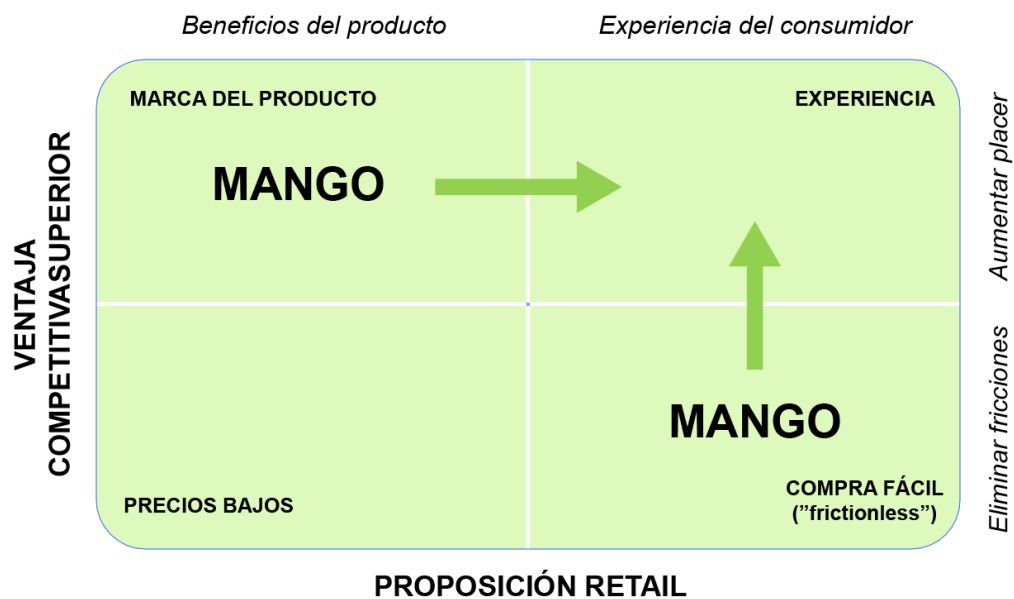 Beneficios del producto
Experiencia del consumidor
MARCA DEL PRODUCTO
EXPERIENCIA
MANGO
Aumentar placer
VENTAJA
COMPETITIVASUPERIOR
Eliminar fricciones
MANGO
PRECIOS BAJOS
COMPRA FÁCIL
(”frictionless”)
PROPOSICIÓN RETAIL